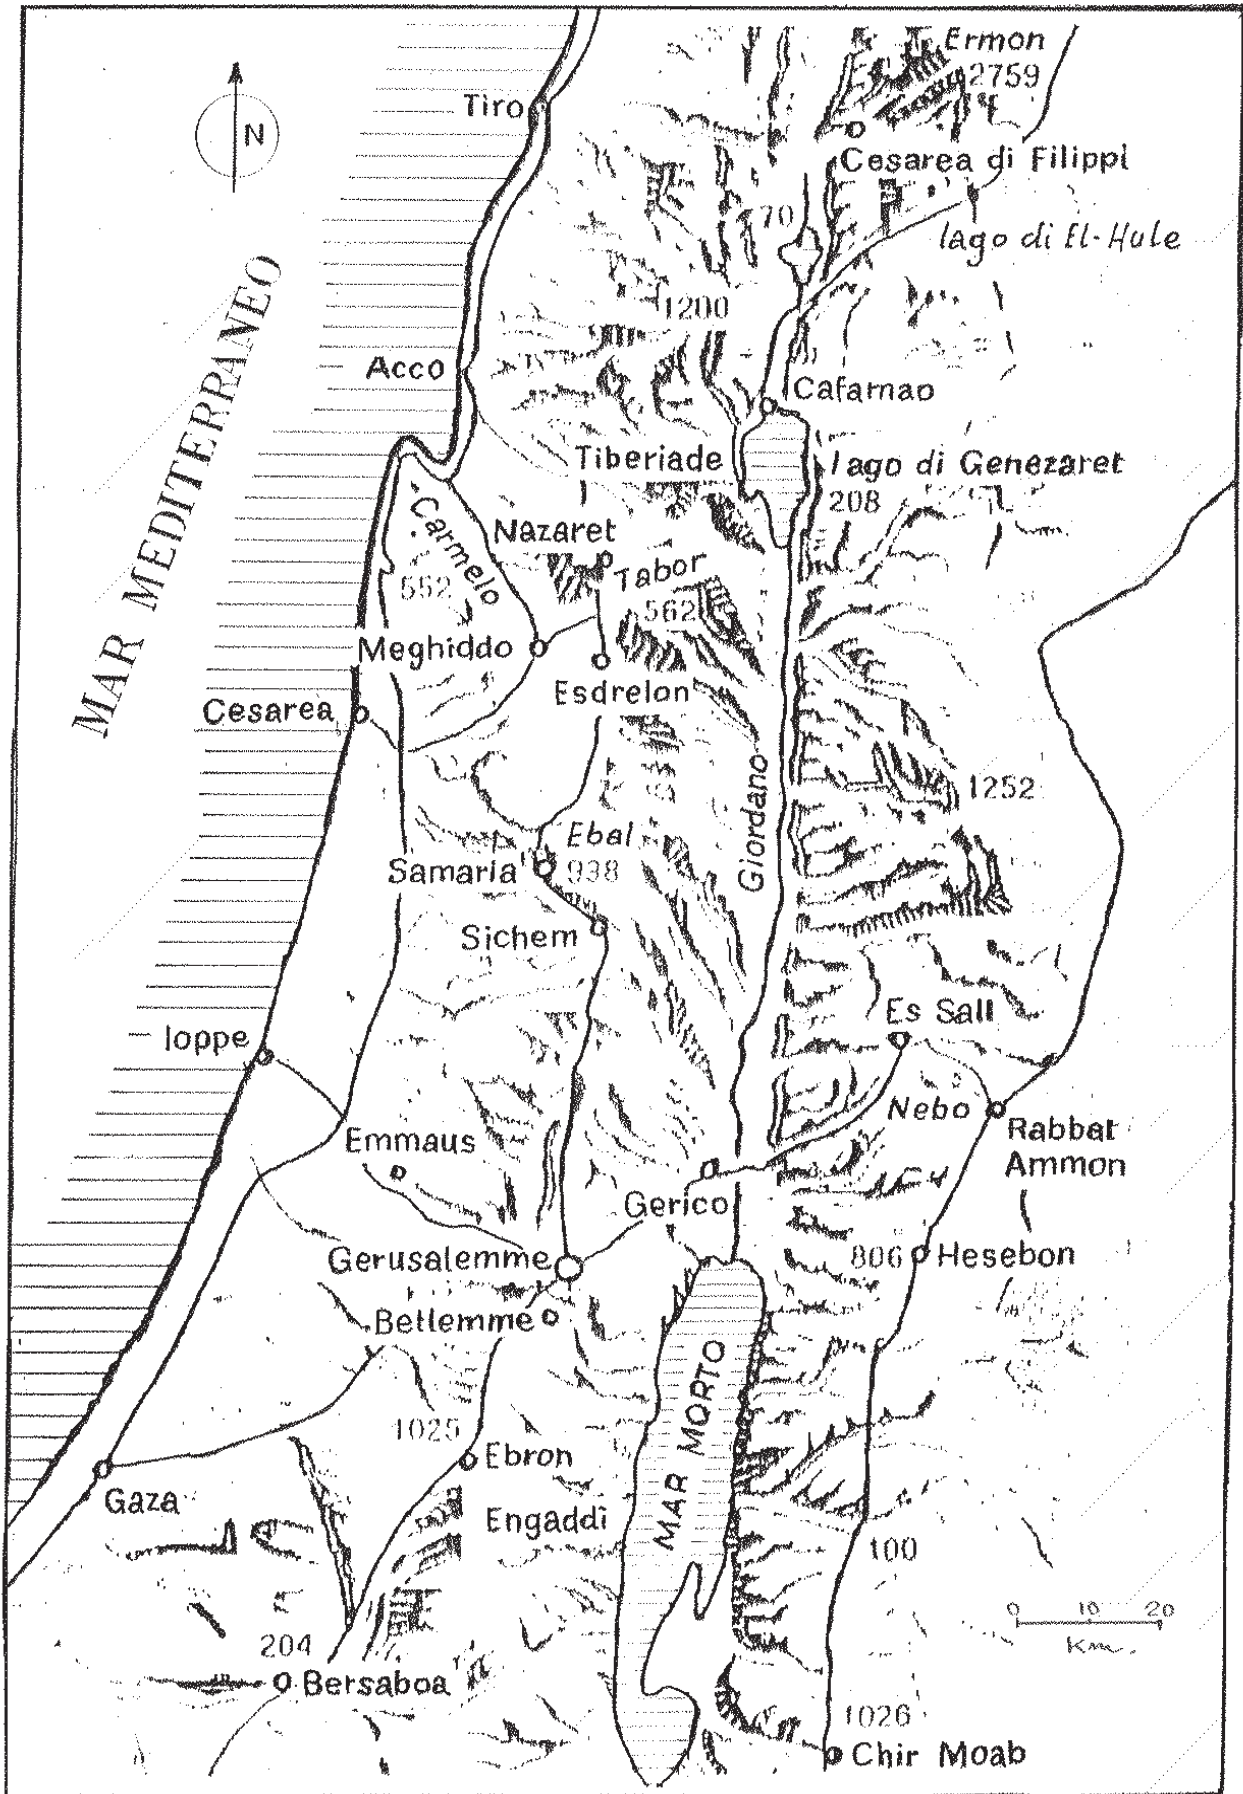 Ermon
2759
Tiro
N
Cesarea di Filippi
70
lago di El-Hule
MAR MEDITERRANEO
1200
Acco
Cafarnao
Tiberiade
lago di Genezaret
208
Carmelo
552
Nazaret
Tabor
562
Meghiddo
Esdrelon
Cesarea
Giordano
1252
Ebal
938
Samaria
Sichem
Ioppe
Es Sall
Nebo
Rabbat
Ammon
Emmaus
Gerico
Gerusalemme
806
Hesebon
Betlemme
MAR MORTO
1025
Ebron
Gaza
Engaddi
100
0 10 20
Km.
204
Bersaboa
1026
Chir Moab